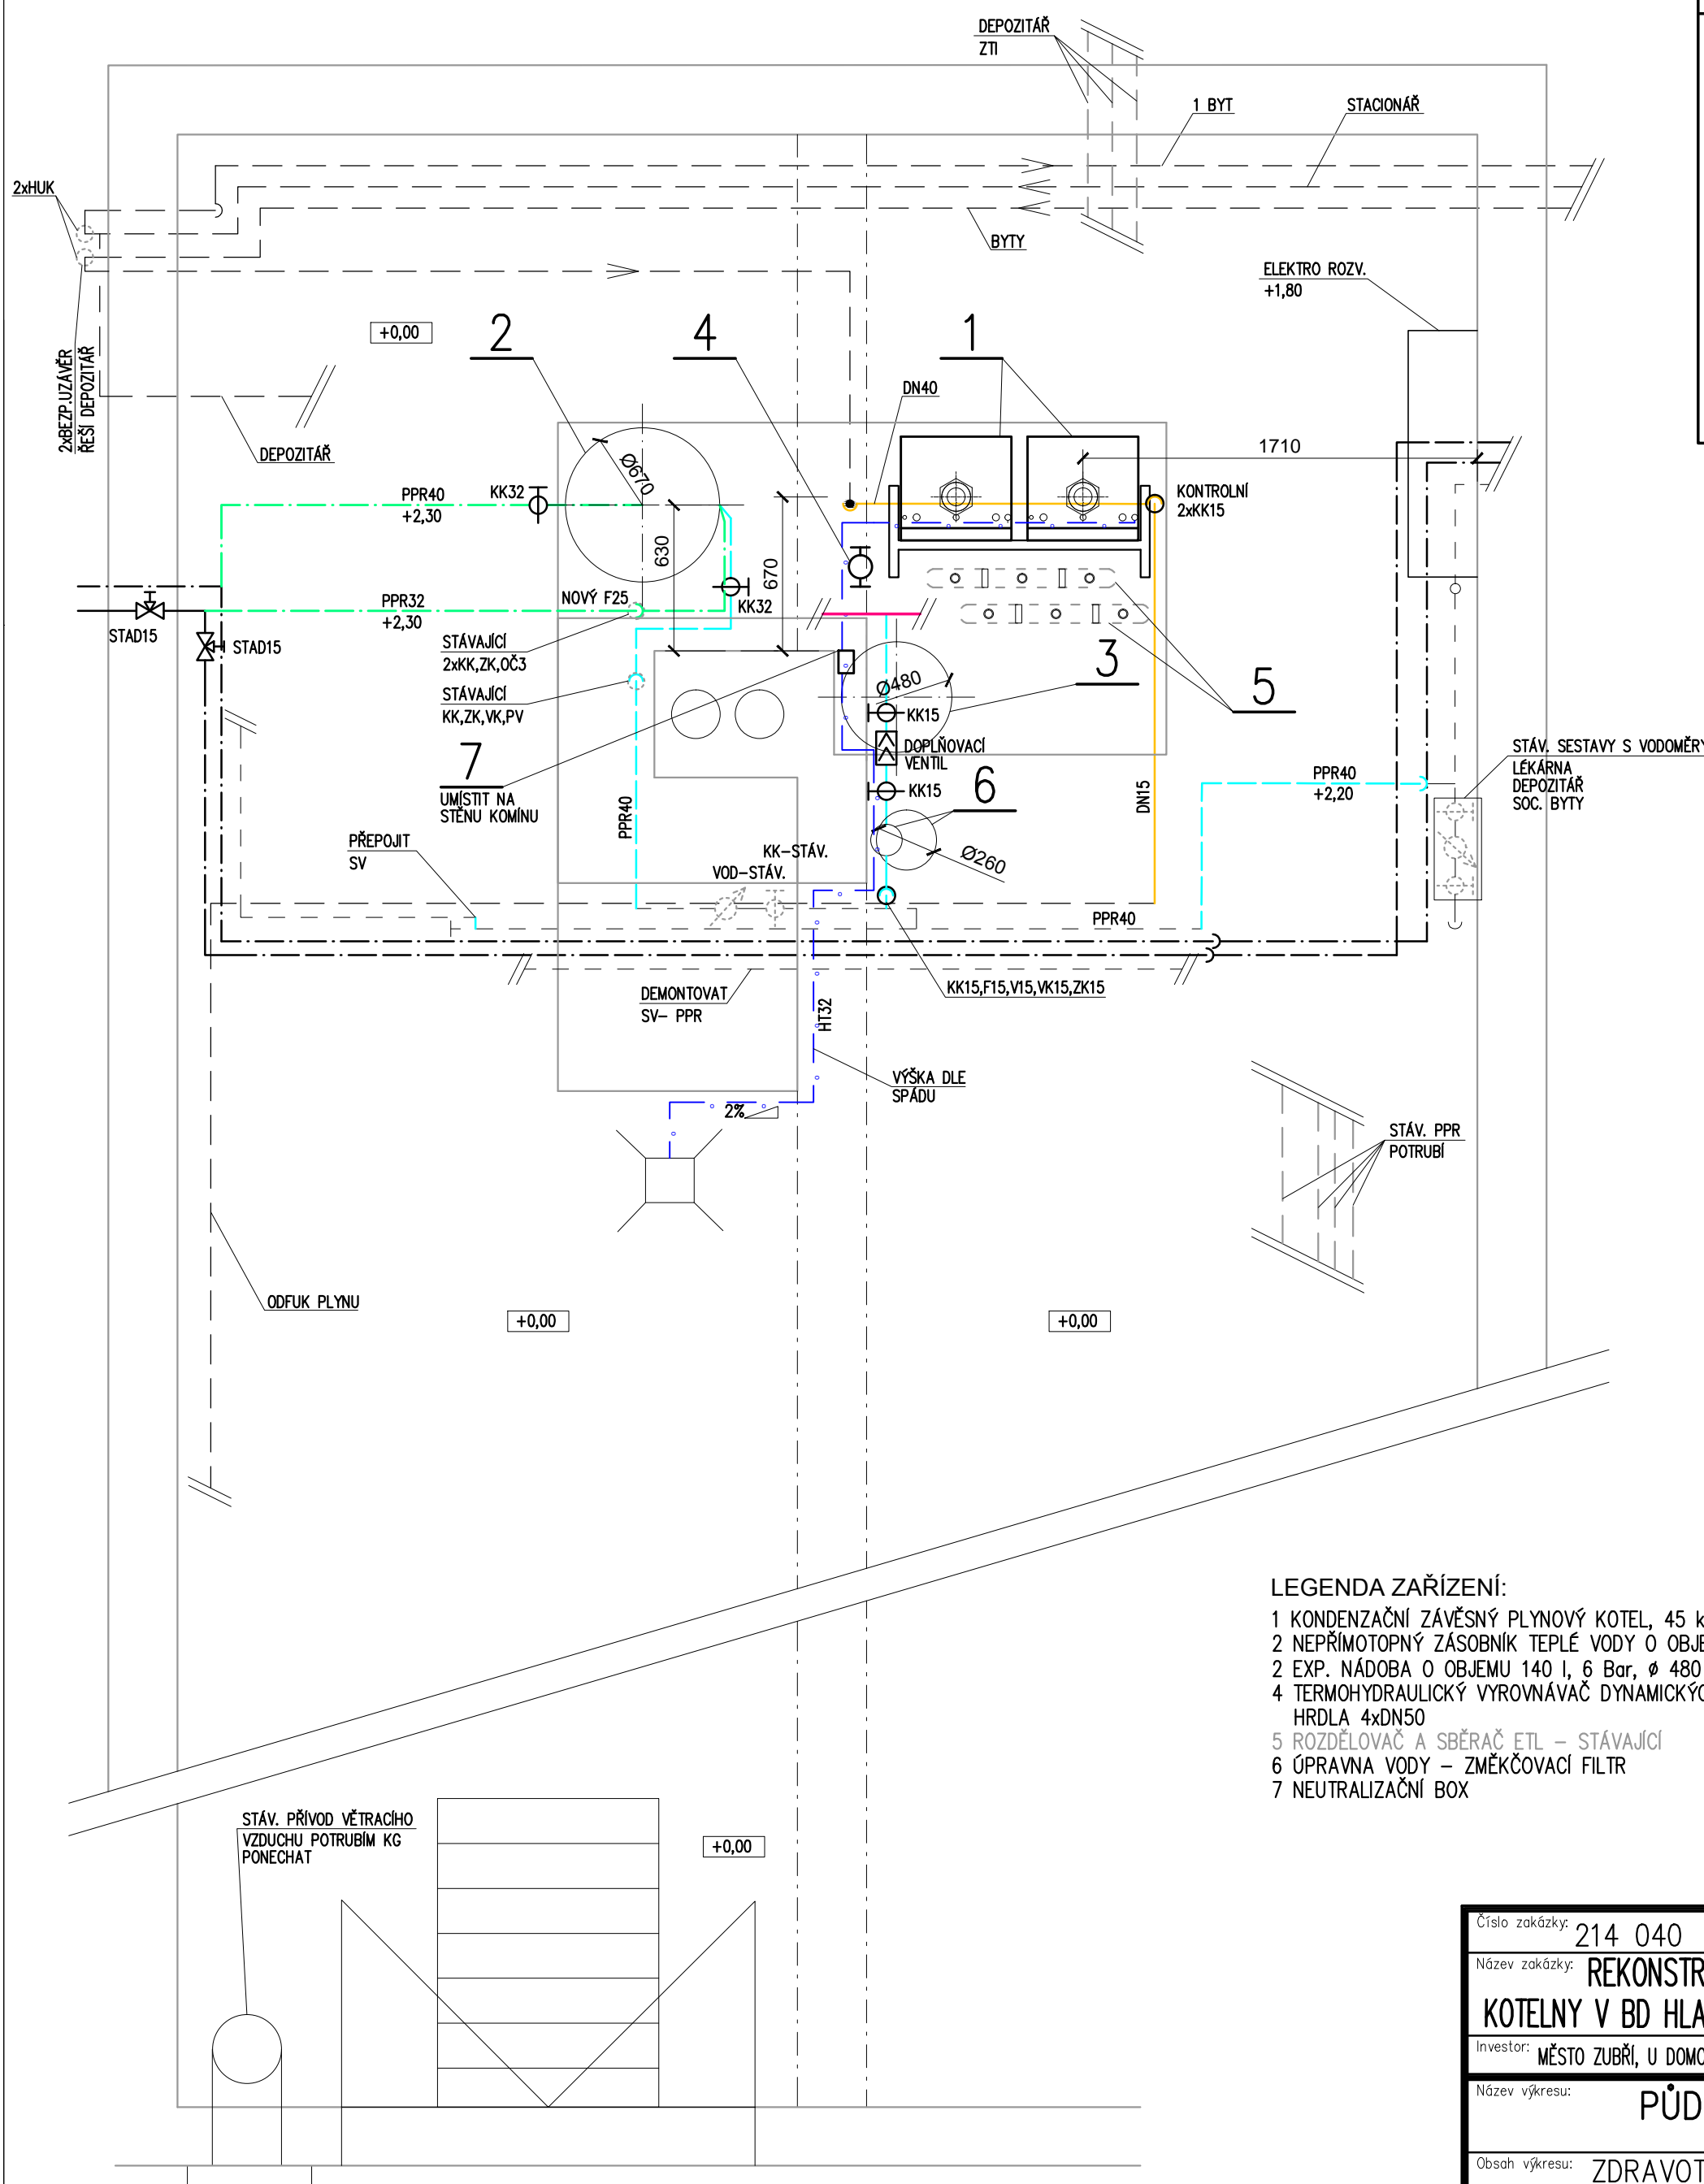 DEPOZITÁŘ
ZTI
1 BYT
STACIONÁŘ
2xHUK
BYTY
ELEKTRO ROZV.
+1,80
+0,00
2
4
1
2xBEZP.UZÁVĚR
ŘEŠÍ DEPOZITÁŘ
DN40
DEPOZITÁŘ
1710
Ø670
PPR40
+2,30
KK32
KONTROLNÍ
2xKK15
630
670
PPR32
+2,30
NOVÝ F25
KK32
STAD15
STAD15
STÁVAJÍCÍ
2xKK,ZK,OČ3
STÁVAJÍCÍ
KK,ZK,VK,PV
3
5
Ø480
KK15
7
UMÍSTIT NA
STĚNU KOMÍNU
DOPLŇOVACÍ
VENTIL
KK15
6
STÁV. SESTAVY S VODOMĚRY
LÉKÁRNA
DEPOZITÁŘ
SOC. BYTY
PPR40
+2,20
PPR40
DN15
PŘEPOJIT
SV
KK-STÁV.
VOD-STÁV.
Ø260
PPR40
DEMONTOVAT
SV- PPR
KK15,F15,V15,VK15,ZK15
HT32
VÝŠKA DLE
SPÁDU
2%
STÁV. PPR
POTRUBÍ
ODFUK PLYNU
+0,00
+0,00
LEGENDA ZAŘÍZENÍ:
1 KONDENZAČNÍ ZÁVĚSNÝ PLYNOVÝ KOTEL, 45 k
2 NEPŘÍMOTOPNÝ ZÁSOBNÍK TEPLÉ VODY O OBJE
2 EXP. NÁDOBA O OBJEMU 140 l, 6 Bar, ø 480
4 TERMOHYDRAULICKÝ VYROVNÁVAČ DYNAMICKÝC
HRDLA 4xDN50
5 ROZDĚLOVAČ A SBĚRAČ ETL – STÁVAJÍCÍ
6 ÚPRAVNA VODY – ZMĚKČOVACÍ FILTR
7 NEUTRALIZAČNÍ BOX
STÁV. PŘÍVOD VĚTRACÍHO
VZDUCHU POTRUBÍM KG
PONECHAT
+0,00
Číslo zakázky: 214 040
Název zakázky: REKONSTR
KOTELNY V BD HLA
Investor: MĚSTO ZUBŘÍ, U DOMO
Název výkresu: PŮD
Obsah výkresu: ZDRAVOT